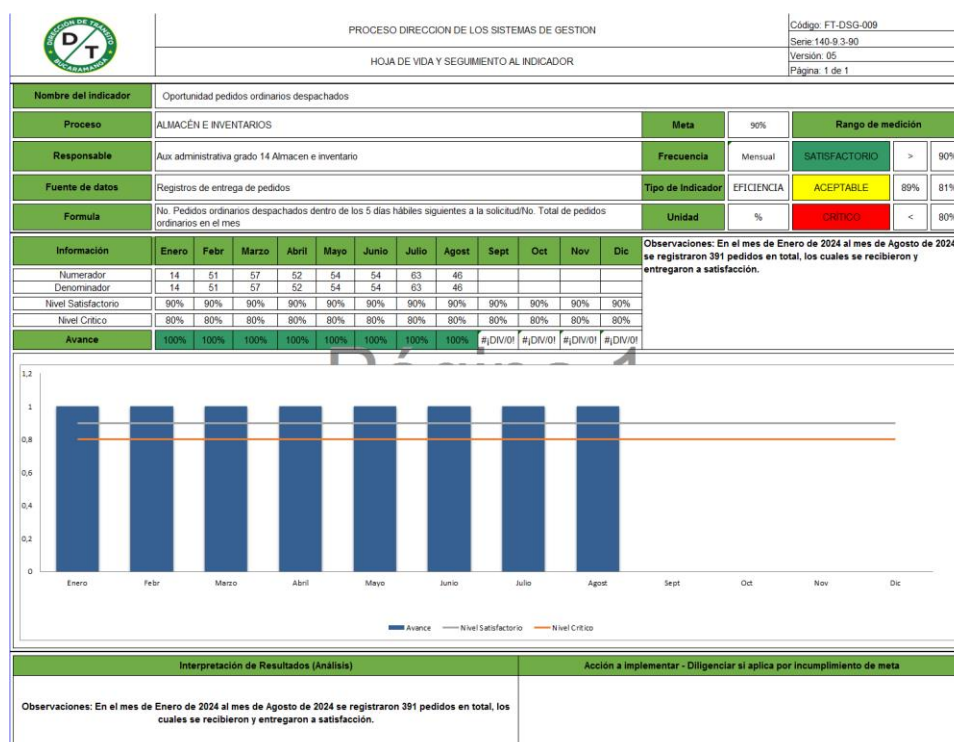 DIRECCIÓN DE TRÁNSITO
D T
BUCARAMANGA
PROCESO DIRECCION DE LOS SISTEMAS DE GESTION
HOJA DE VIDA Y SEGUIMIENTO AL INDICADOR
Código: FT-DSG-009
Serie:140-9.3-90
Versión: 05
Página: 1 de 1
Nombre del indicador Oportunidad pedidos ordinarios despachados
Proceso ALMACÉN E INVENTARIOS Meta 90% Rango de medición
Responsable Aux administrativa grado 14 Almacen e inventario Frecuencia Mensual SATISFACTORIO > 90%
Fuente de datos Registros de entrega de pedidos Tipo de Indicador EFICIENCIA ACEPTABLE 89% 81%
Formula No. Pedidos ordinarios despachados dentro de los 5 días hábiles siguientes a la solicitud/No. Total de pedidos
ordinarios en el mes Unidad % CRÍTICO < 80%
Información Enero Febr Marzo Abril Mayo Junio Julio Agost Sept Oct Nov Dic
Numerador 14 51 57 52 54 54 63 46
Denominador 14 51 57 52 54 54 63 46
Nivel Satisfactorio 90% 90% 90% 90% 90% 90% 90% 90% 90% 90% 90% 90%
Nivel Critico 80% 80% 80% 80% 80% 80% 80% 80% 80% 80% 80% 80%
Avance 100% 100% 100% 100% 100% 100% 100% 100% #¡DIV/0! #¡DIV/0! #¡DIV/0! #¡DIV/0!
Observaciones: En el mes de Enero de 2024 al mes de Agosto de 2024
se registraron 391 pedidos en total, los cuales se recibieron y
entregaron a satisfacción.
Página 1
1,2
1
0,8
0,6
0,4
0,2
0
Enero Febr Marzo Abril Mayo Junio Julio Agost Sept Oct Nov Dic
Avance Nivel Satisfactorio Nivel Crítico
Interpretación de Resultados (Análisis)
Acción a implementar - Diligenciar si aplica por incumplimiento de meta
Observaciones: En el mes de Enero de 2024 al mes de Agosto de 2024 se registraron 391 pedidos en total, los
cuales se recibieron y entregaron a satisfacción.